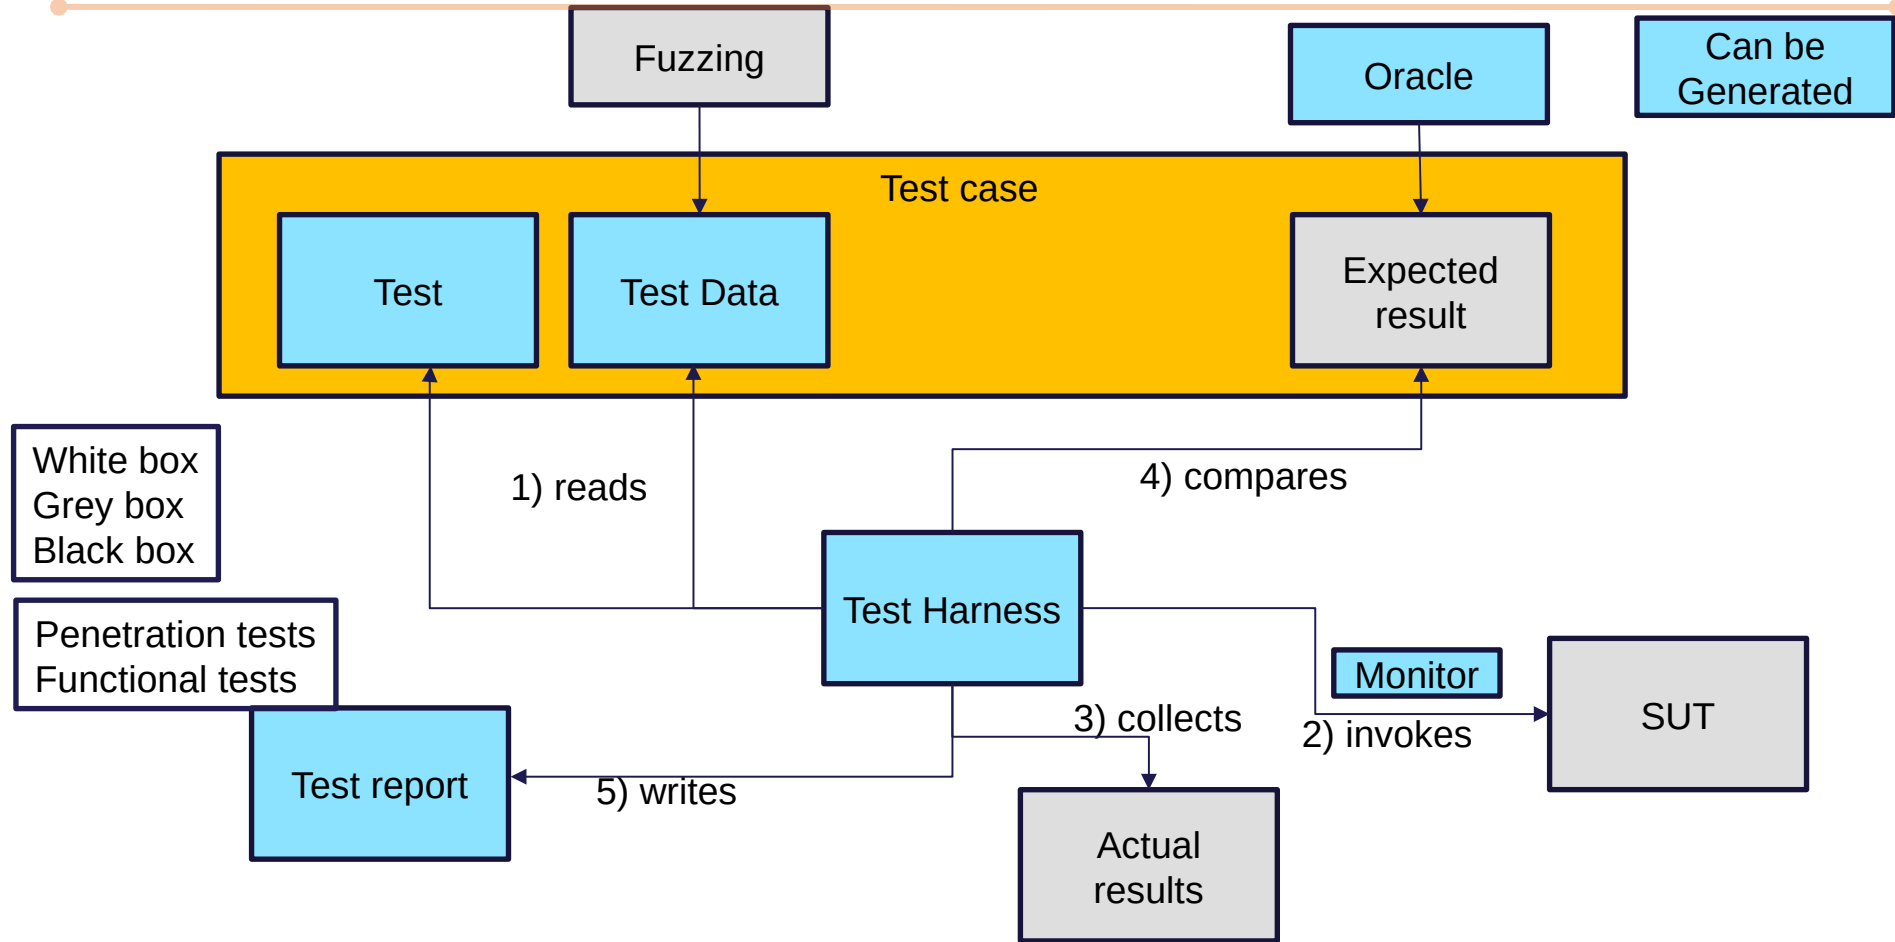 Fuzzing
Oracle
Can be
Generated
Test case
Test
Test Data
Expected
result
White box
Grey box
Black box
1) reads
4) compares
Penetration tests
Functional tests
Test Harness
Monitor
SUT
3) collects
2) invokes
Test report
5) writes
Actual
results